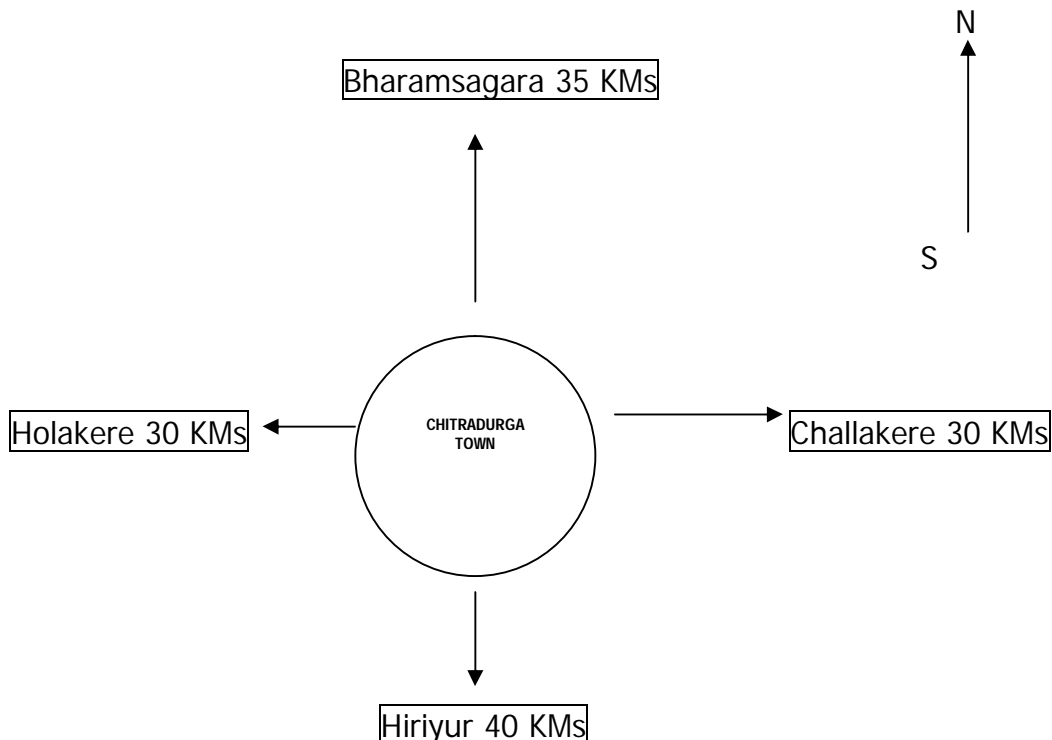 N
Bharamsagara 35 KMs
S
CHITRADURGA
TOWN
Holakere 30 KMs
Challakere 30 KMs
Hiriyur 40 KMs